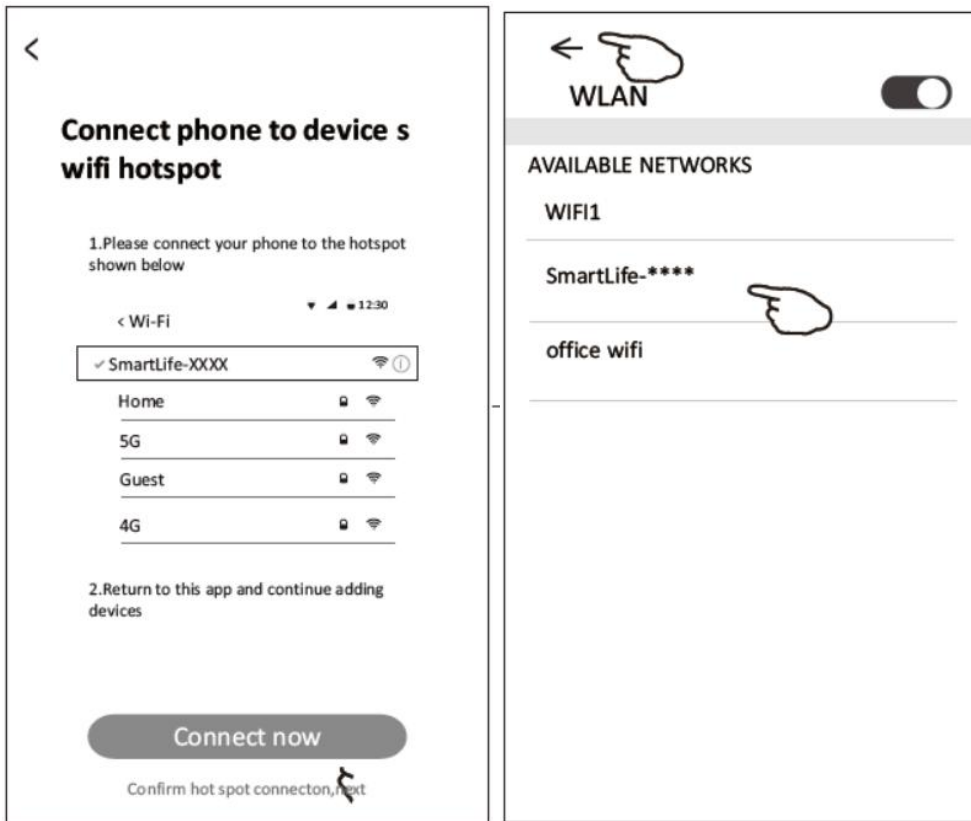 Connect phone to device s
wifi hotspot
1.Please connect your phone to the hotspot
shown below
12:30
< Wi-Fi
SmartLife-XXXX
Home
5G
Guest
4G
2.Return to this app and continue adding
devices
Connect now
Confirm hot spot connecton,next
WLAN
AVAILABLE NETWORKS
WIFI1
SmartLife-****
office wifi